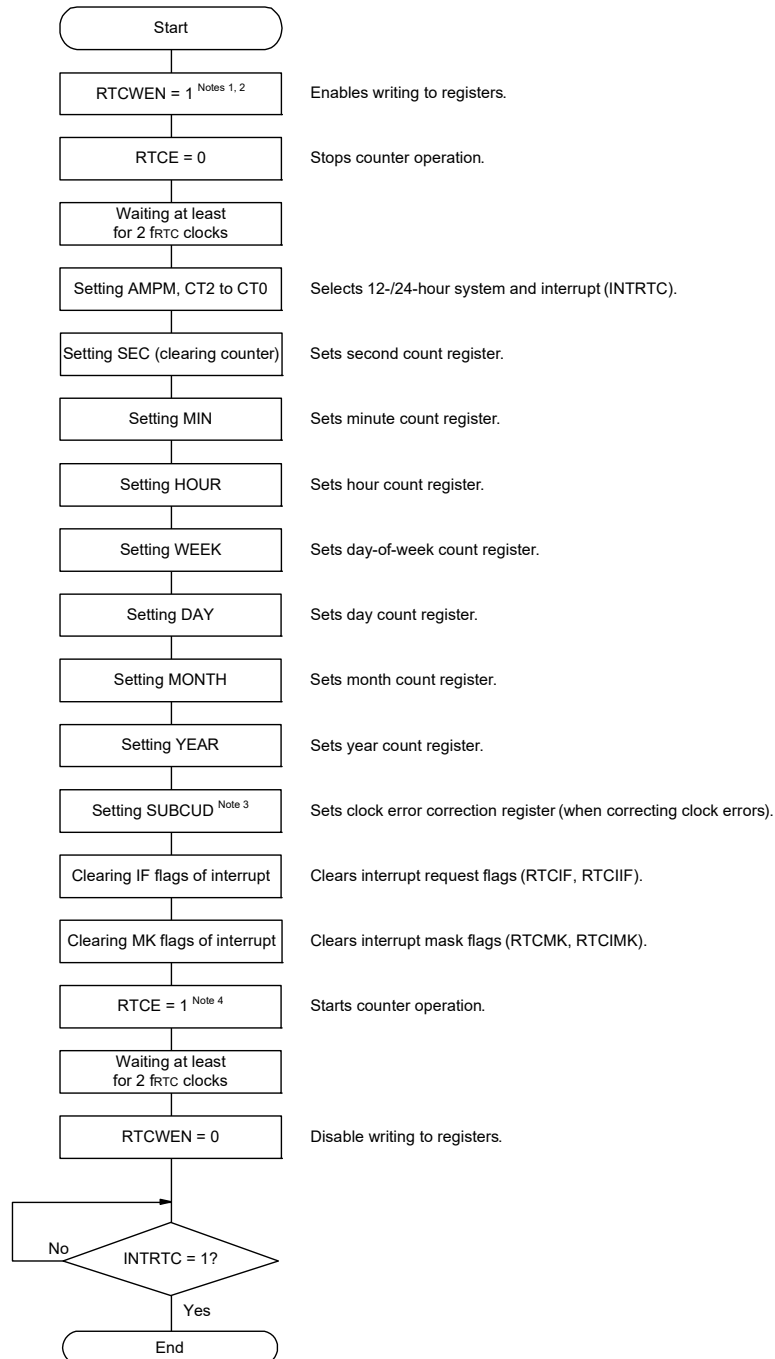 Start
RTCWEN = 1 Notes 1, 2
Enables writing to registers.
RTCE = 0
Stops counter operation.
Waiting at least
for 2 fRTC clocks
Setting AMPM, CT2 to CT0
Selects 12-/24-hour system and interrupt (INTRTC).
Setting SEC (clearing counter)
Sets second count register.
Setting MIN
Sets minute count register.
Setting HOUR
Sets hour count register.
Setting WEEK
Sets day-of-week count register.
Setting DAY
Sets day count register.
Setting MONTH
Sets month count register.
Setting YEAR
Sets year count register.
Setting SUBCUD Note 3
Sets clock error correction register (when correcting clock errors).
Clearing IF flags of interrupt
Clears interrupt request flags (RTCIF, RTCIIF).
Clearing MK flags of interrupt
Clears interrupt mask flags (RTCMK, RTCIMK).
RTCE = 1 Note 4
Starts counter operation.
Waiting at least
for 2 fRTC clocks
RTCWEN = 0
Disable writing to registers.
No
INTRTC = 1?
Yes
End